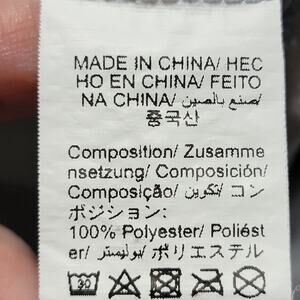 MADE IN CHINA/ HEC
HO EN CHINA/ FEITO
NA CHINA/ صنع بالصين/
중국산
Composition/ Zusamme
nsetzung/ Composición/
Composição/ تكوين/ コン
ポジション:
100% Polyester/ Poliést
er/ بوليستر/ ポリエステル
30